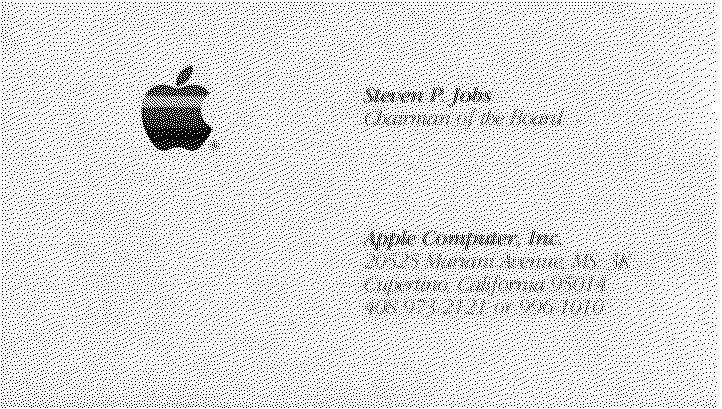 Steven P. Jobs
Chairman of the Board
Apple Computer, Inc.
20525 Mariani Avenue, MS: 3K
Cupertino, California 95014
408 973-2121 or 996-1010